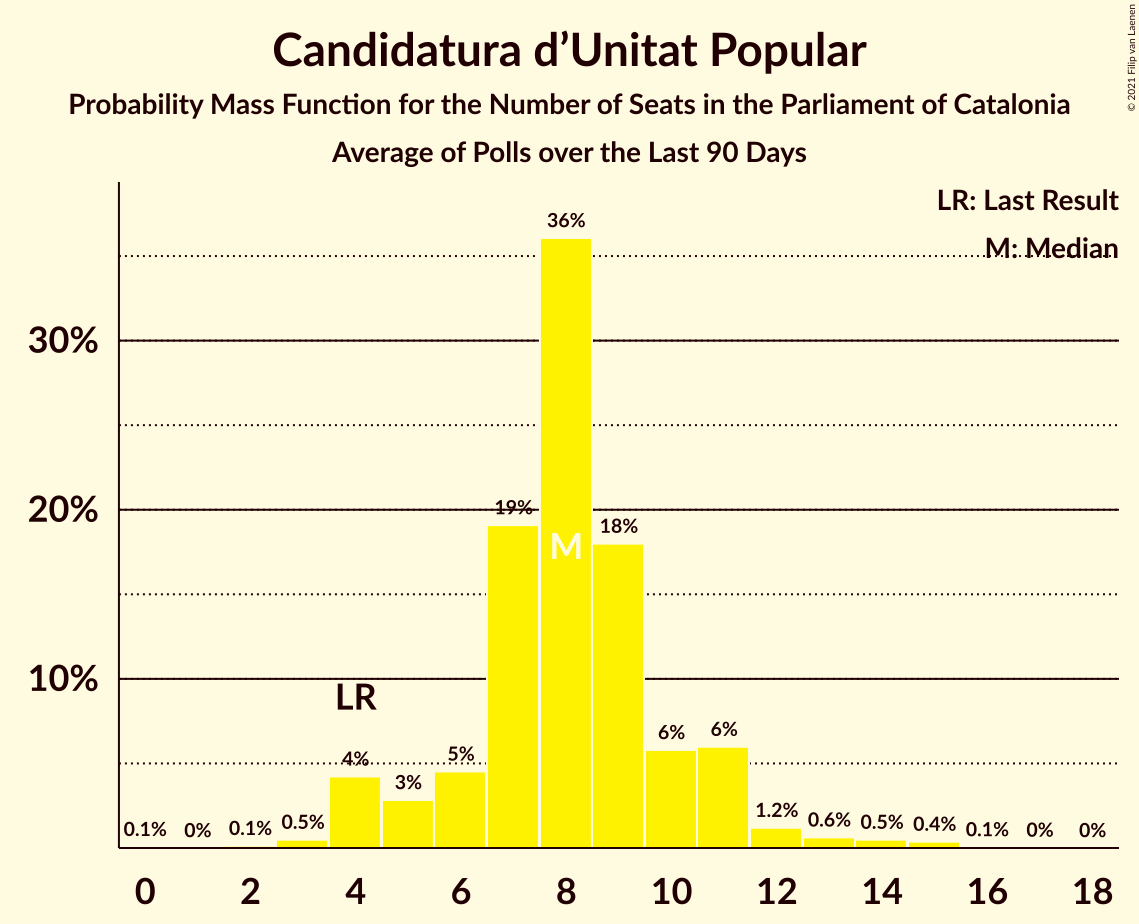 Candidatura d’Unitat Popular
Probability Mass Function for the Number of Seats in the Parliament of Catalonia
Average of Polls over the Last 90 Days
© 2021 Filip van Laenen
LR: Last Result
M: Median
30%
20%
10%
0.1%
0%
0.1%
0.5%
4%
LR
3%
5%
19%
36%
M
18%
6%
6%
1.2%
0.6%
0.5%
0.4%
0.1%
0%
0%
0 2 4 6 8 10 12 14 16 18